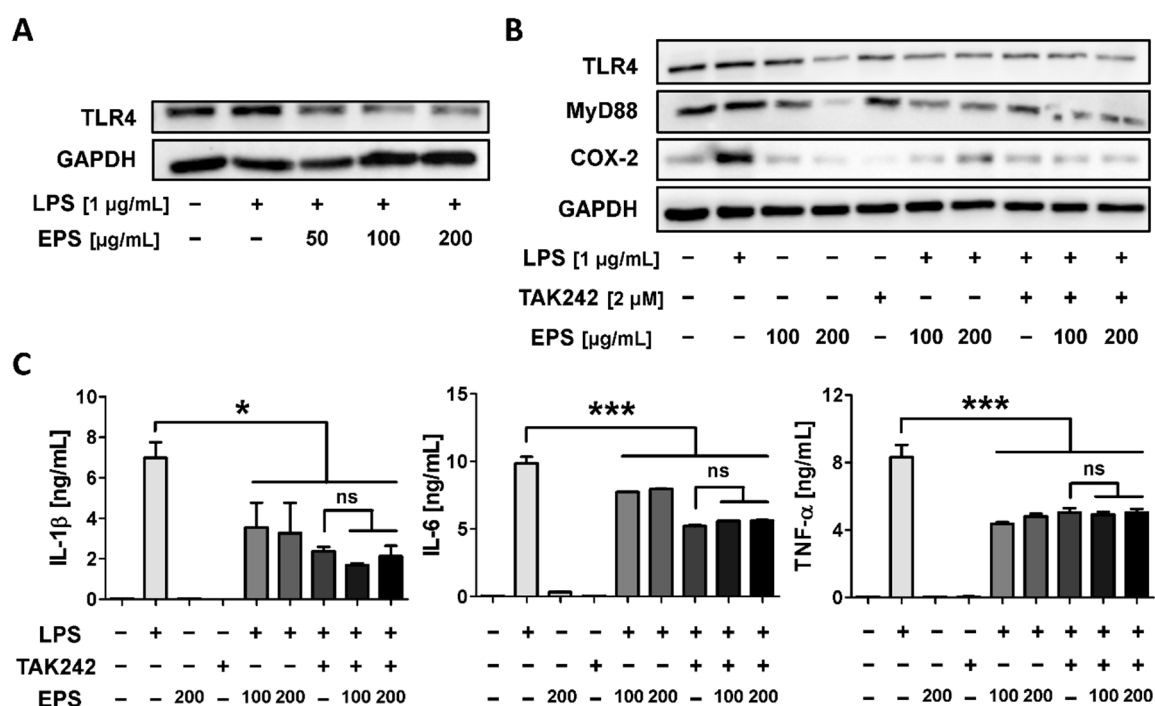 A
TLR4
GAPDH
LPS [1 µg/mL] – + + + +
EPS [µg/mL] – – 50 100 200
B
TLR4
MyD88
COX-2
GAPDH
LPS [1 µg/mL] – + – – – + + + + +
TAK242 [2 µM] – – – – + – – + + +
EPS [µg/mL] – – 100 200 – 100 200 – 100 200
C
IL-1β [ng/mL]
10
8
6
4
2
0
*
ns
IL-6 [ng/mL]
15
10
5
0
***
ns
TNF-α [ng/mL]
12
8
4
0
***
ns
LPS – + – – + + + + + – + – – + + + + + – + – – + + + + +
TAK242 – – – + – – + + + – – – + – – + + + – – – + – – + + +
EPS – – 200 – 100 200 – 100 200 – – 200 – 100 200 – 100 200 – – 200 – 100 200 – 100 200